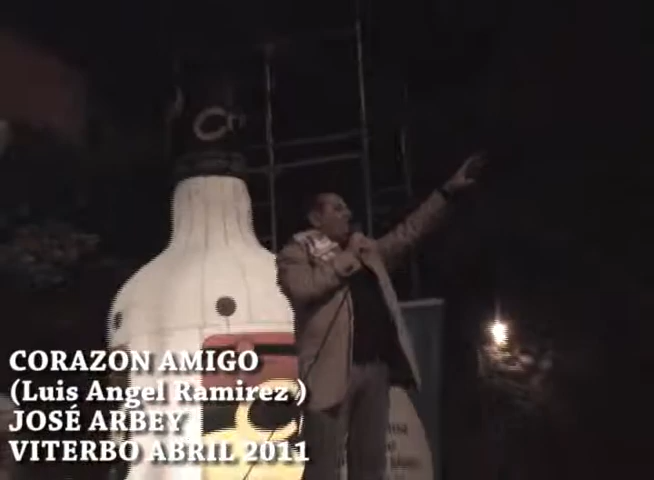 CORAZON AMIGO
(Luis Angel Ramirez)
JOSÉ ARBEY
VITERBO ABRIL 2011